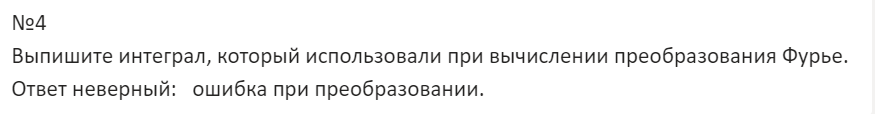 №4
Выпишите интеграл, который использовали при вычислении преобразования Фурье.
Ответ неверный: ошибка при преобразовании.